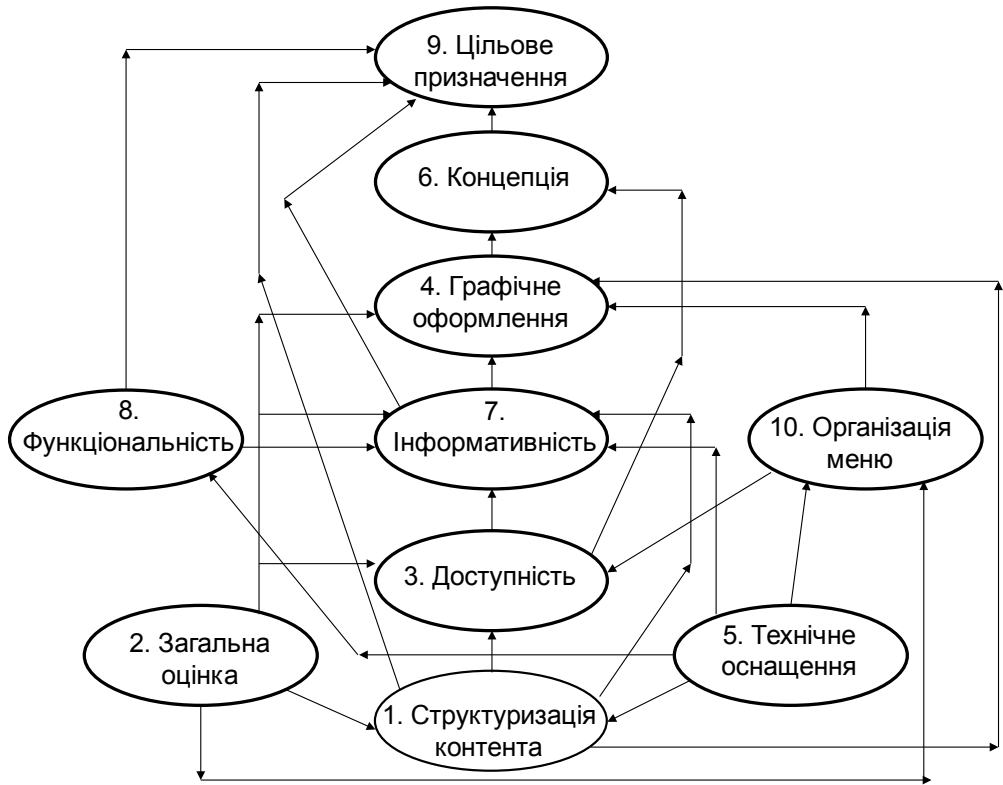 9. Цільове
призначення
6. Концепція
4. Графічне
оформлення
8.
Функціональність
7.
Інформативність
10. Організація
меню
3. Доступність
2. Загальна
оцінка
5. Технічне
оснащення
1. Структуризація
контента